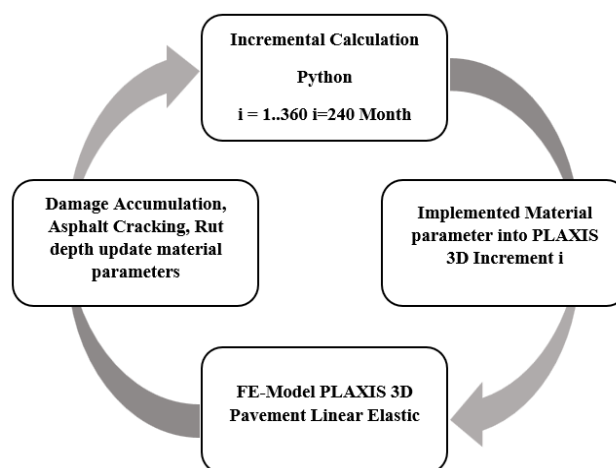 Incremental Calculation
Python
i = 1..360 i=240 Month
Implemented Material
parameter into PLAXIS
3D Increment i
FE-Model PLAXIS 3D
Pavement Linear Elastic
Damage Accumulation,
Asphalt Cracking, Rut
depth update material
parameters